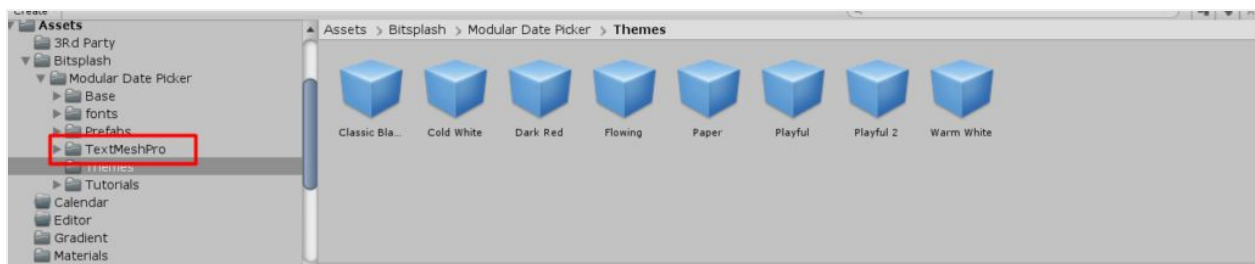 Create
Assets
3Rd Party
Bitsplash
Modular Date Picker
Base
fonts
Prefabs
TextMeshPro
Themes
Tutorials
Calendar
Editor
Gradient
Materials
Assets > Bitsplash > Modular Date Picker > Themes
Classic Bla... Cold White Dark Red Flowing Paper Playful Playful 2 Warm White